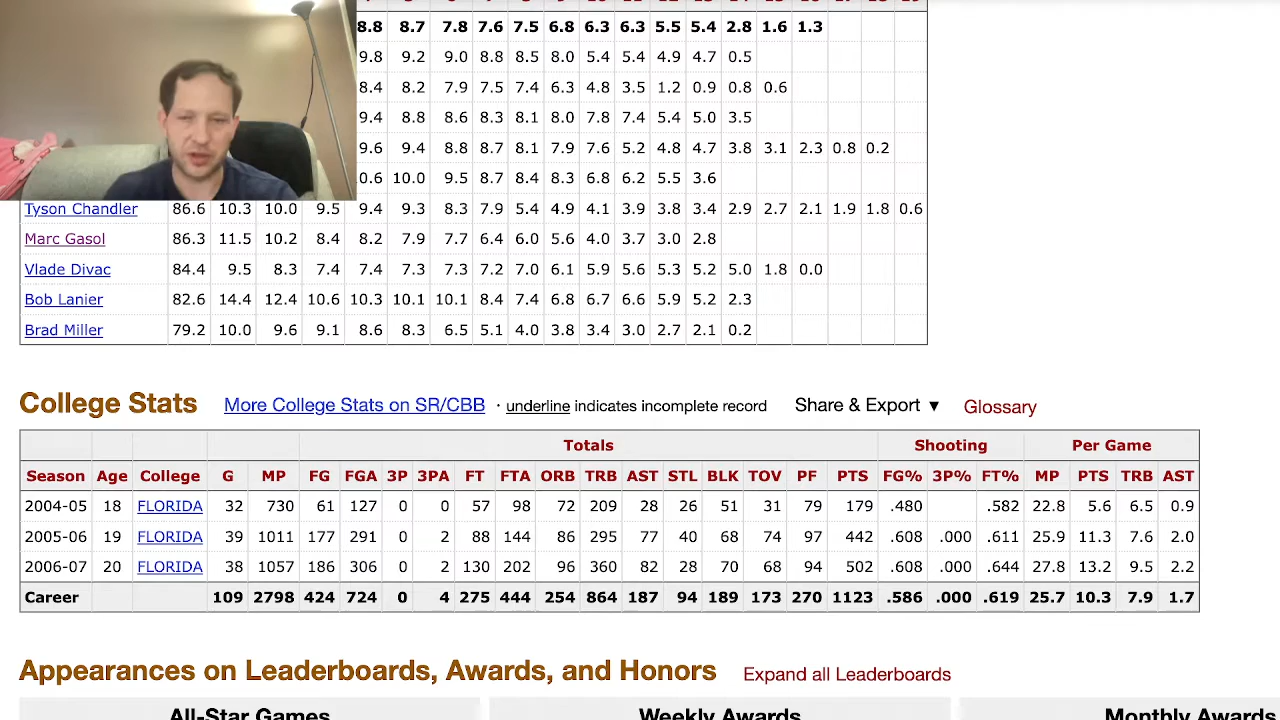 8.8 8.7 7.8 7.6 7.5 6.8 6.3 6.3 5.5 5.4 2.8 1.6 1.3
9.8 9.2 9.0 8.8 8.5 8.0 5.4 5.4 4.9 4.7 0.5
8.4 8.2 7.9 7.5 7.4 6.3 4.8 3.5 1.2 0.9 0.8 0.6
9.4 8.8 8.6 8.3 8.1 8.0 7.8 7.4 5.4 5.0 3.5
9.6 9.4 8.8 8.7 8.1 7.9 7.6 5.2 4.8 4.7 3.8 3.1 2.3 0.8 0.2
0.6 10.0 9.5 8.7 8.4 8.3 6.8 6.2 5.5 3.6
Tyson Chandler 86.6 10.3 10.0 9.5 9.4 9.3 8.3 7.9 5.4 4.9 4.1 3.9 3.8 3.4 2.9 2.7 2.1 1.9 1.8 0.6
Marc Gasol 86.3 11.5 10.2 8.4 8.2 7.9 7.7 6.4 6.0 5.6 4.0 3.7 3.0 2.8
Vlade Divac 84.4 9.5 8.3 7.4 7.4 7.3 7.3 7.2 7.0 6.1 5.9 5.6 5.3 5.2 5.0 1.8 0.0
Bob Lanier 82.6 14.4 12.4 10.6 10.3 10.1 10.1 8.4 7.4 6.8 6.7 6.6 5.9 5.2 2.3
Brad Miller 79.2 10.0 9.6 9.1 8.6 8.3 6.5 5.1 4.0 3.8 3.4 3.0 2.7 2.1 0.2
College Stats More College Stats on SR/CBB · underline indicates incomplete record Share & Export ▼ Glossary
Totals Shooting Per Game
Season Age College G MP FG FGA 3P 3PA FT FTA ORB TRB AST STL BLK TOV PF PTS FG% 3P% FT% MP PTS TRB AST
2004-05 18 FLORIDA 32 730 61 127 0 0 57 98 72 209 28 26 51 31 79 179 .480 .582 22.8 5.6 6.5 0.9
2005-06 19 FLORIDA 39 1011 177 291 0 2 88 144 86 295 77 40 68 74 97 442 .608 .000 .611 25.9 11.3 7.6 2.0
2006-07 20 FLORIDA 38 1057 186 306 0 2 130 202 96 360 82 28 70 68 94 502 .608 .000 .644 27.8 13.2 9.5 2.2
Career 109 2798 424 724 0 4 275 444 254 864 187 94 189 173 270 1123 .586 .000 .619 25.7 10.3 7.9 1.7
Appearances on Leaderboards, Awards, and Honors Expand all Leaderboards
All-Star Games Weekly Awards Monthly Awards